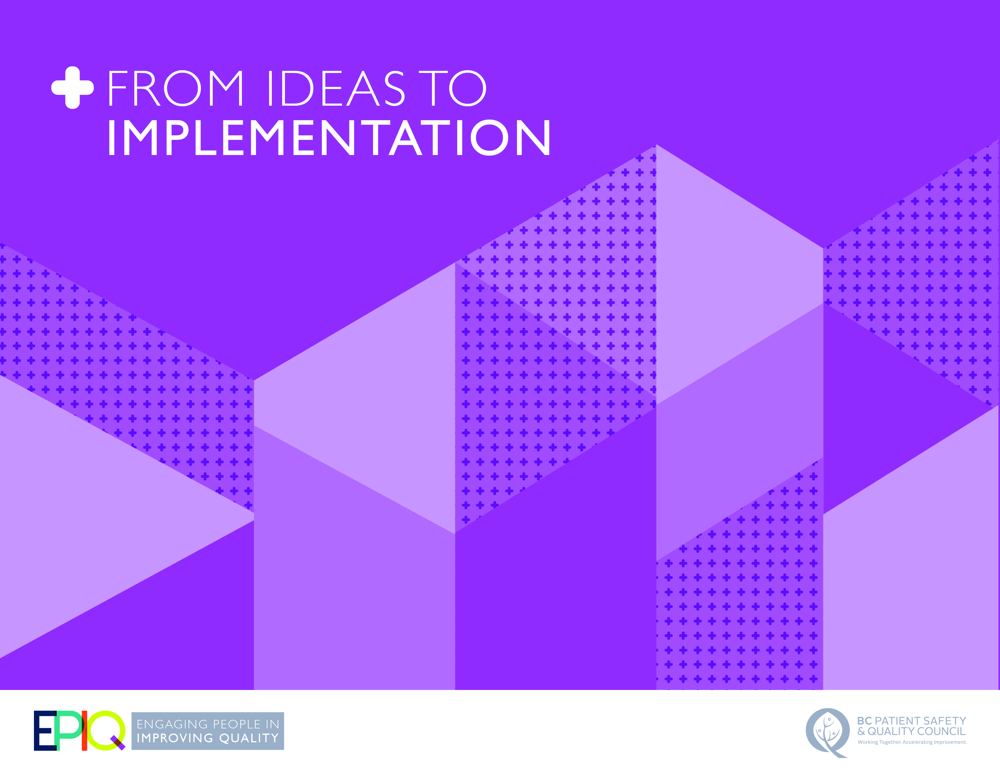 FROM IDEAS TO
IMPLEMENTATION
EPIQ
ENGAGING PEOPLE IN
IMPROVING QUALITY
BC PATIENT SAFETY
& QUALITY COUNCIL
Working Together. Accelerating Improvement.